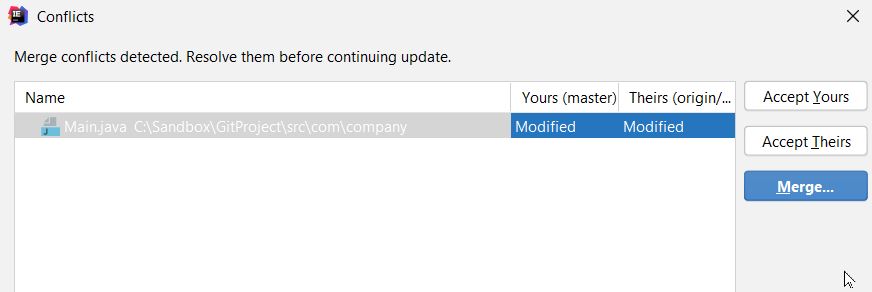 Conflicts
Merge conflicts detected. Resolve them before continuing update.
Name Yours (master) Theirs (origin/...
Main.java C:\Sandbox\GitProject\src\com\company Modified Modified
Accept Yours
Accept Theirs
Merge...